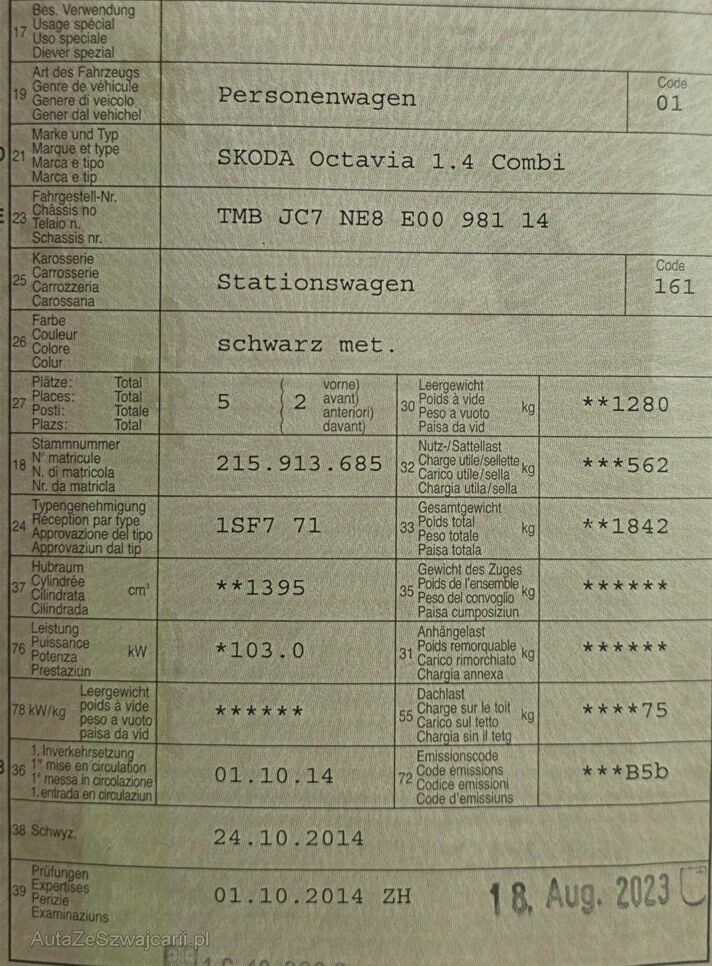 17 Bes. Verwendung
Usage spécial
Uso speciale
Diever spezial
19 Art des Fahrzeugs
Genre de véhicule
Genere di veicolo
Gener dal vehichel
Personenwagen
Code
01
21 Marke und Typ
Marque et type
Marca e tipo
Marca e tip
SKODA Octavia 1.4 Combi
23 Fahrgestell-Nr.
Châssis no
Telaio n.
Schassis nr.
TMB JC7 NE8 E00 981 14
25 Karosserie
Carrosserie
Carrozzeria
Carossaria
Stationswagen
Code
161
26 Farbe
Couleur
Colore
Colur
schwarz met.
27 Plätze: Total
Places: Total
Posti: Totale
Plazs: Total
5 ( 2 vorne)
( avant)
( anteriori)
( davant)
30 Leergewicht
Poids à vide
Peso a vuoto
Paisa da vid
kg
**1280
18 Stammnummer
N° matricule
N. di matricola
Nr. da matricla
215.913.685
32 Nutz-/Sattellast
Charge utile/sellette
Carico utile/sella
Chargia utila/sella
kg
***562
24 Typengenehmigung
Réception par type
Approvazione del tipo
Approvaziun dal tip
1SF7 71
33 Gesamtgewicht
Poids total
Peso totale
Paisa totala
kg
**1842
37 Hubraum
Cylindrée
Cilindrata
Cilindrada
cm³
**1395
35 Gewicht des Zuges
Poids de l'ensemble
Peso del convoglio
Paisa cumposiziun
kg
******
76 Leistung
Puissance
Potenza
Prestaziun
kW
*103.0
31 Anhängelast
Poids remorquable
Carico rimorchiato
Chargia annexa
kg
******
78 kW/kg
Leergewicht
poids à vide
peso a vuoto
paisa da vid
******
55 Dachlast
Charge sur le toit
Carico sul tetto
Chargia sin il tetg
kg
****75
36 1. Inverkehrsetzung
1re mise en circulation
1a messa in circolazione
1. entrada en circulaziun
01.10.14
72 Emissionscode
Code émissions
Codice emissioni
Code d'emissiuns
***B5b
38 Schwyz,
24.10.2014
39 Prüfungen
Expertises
Perizie
Examinaziuns
01.10.2014 ZH
18. Aug. 2023
AutaZeSzwajcarii.pl